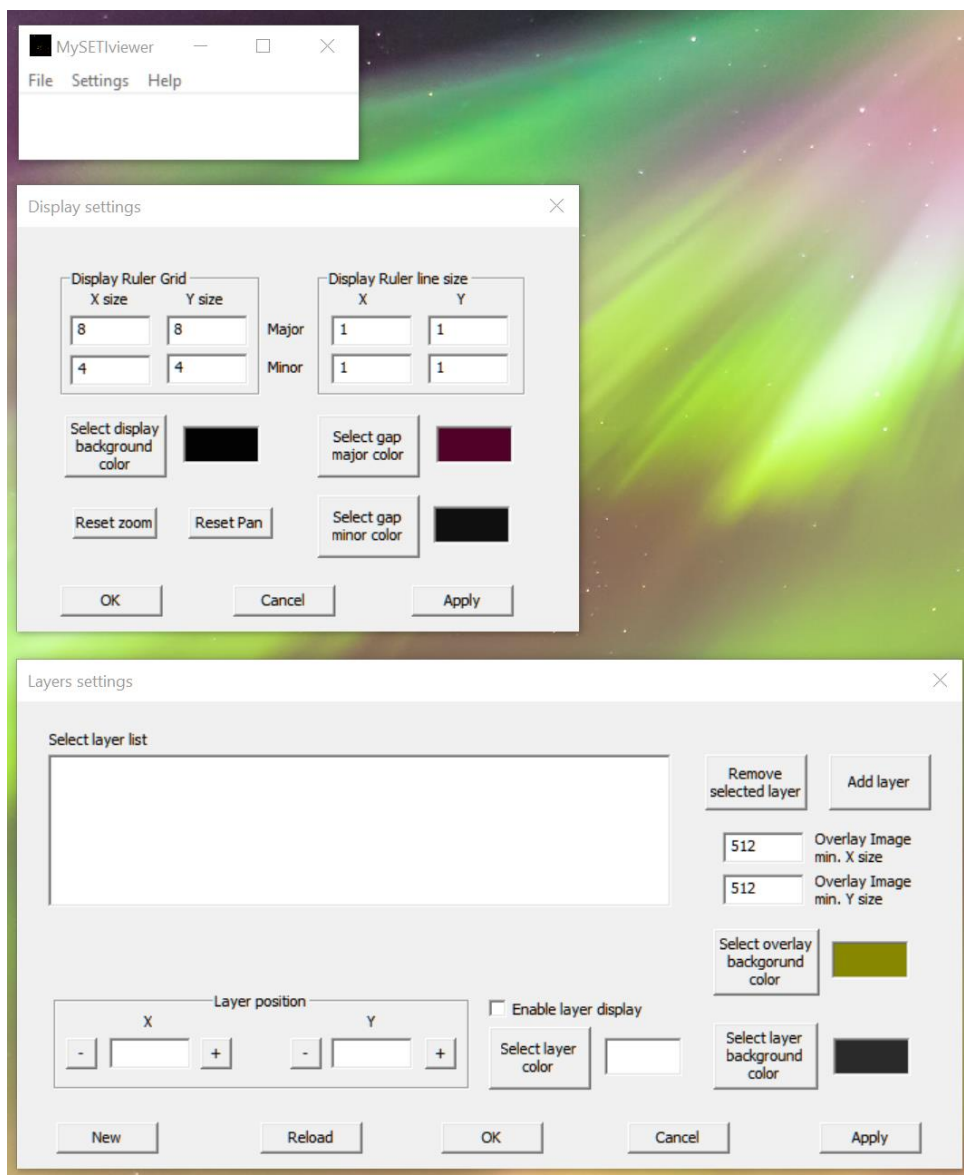 MySETIviewer
File Settings Help
Display settings
Display Ruler Grid
X size Y size
8 8
4 4
Major
Minor
Display Ruler line size
X Y
1 1
1 1
Select display
background
color
Select gap
major color
Reset zoom
Reset Pan
Select gap
minor color
OK Cancel Apply
Layers settings
Select layer list
Remove
selected layer
Add layer
512 Overlay Image
min. X size
512 Overlay Image
min. Y size
Select overlay
backgorund
color
Layer position
X Y
- + - +
Enable layer display
Select layer
color
Select layer
background
color
New Reload OK Cancel Apply